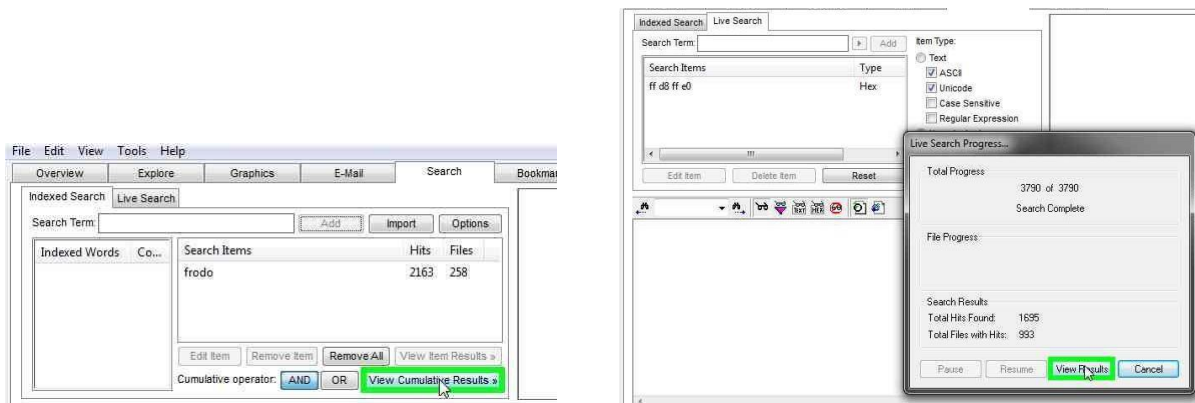 File Edit View Tools Help
Overview Explore Graphics E-Mail Search Bookmar
Indexed Search Live Search
Search Term: Add Import Options
Indexed Words Co... Search Items Hits Files
frodo 2163 258
Edit Item Remove Item Remove All View Item Results »
Cumulative operator: AND OR View Cumulative Results »
Indexed Search Live Search
Search Term: Add Item Type:
Text
Search Items Type ASCII
ff d8 ff e0 Hex Unicode
Case Sensitive
Regular Expression
Edit Item Delete Item Reset
Live Search Progress...
Total Progress
3790 of 3790
Search Complete
File Progress
Search Results
Total Hits Found: 1695
Total Files with Hits: 993
Pause Resume View Results Cancel